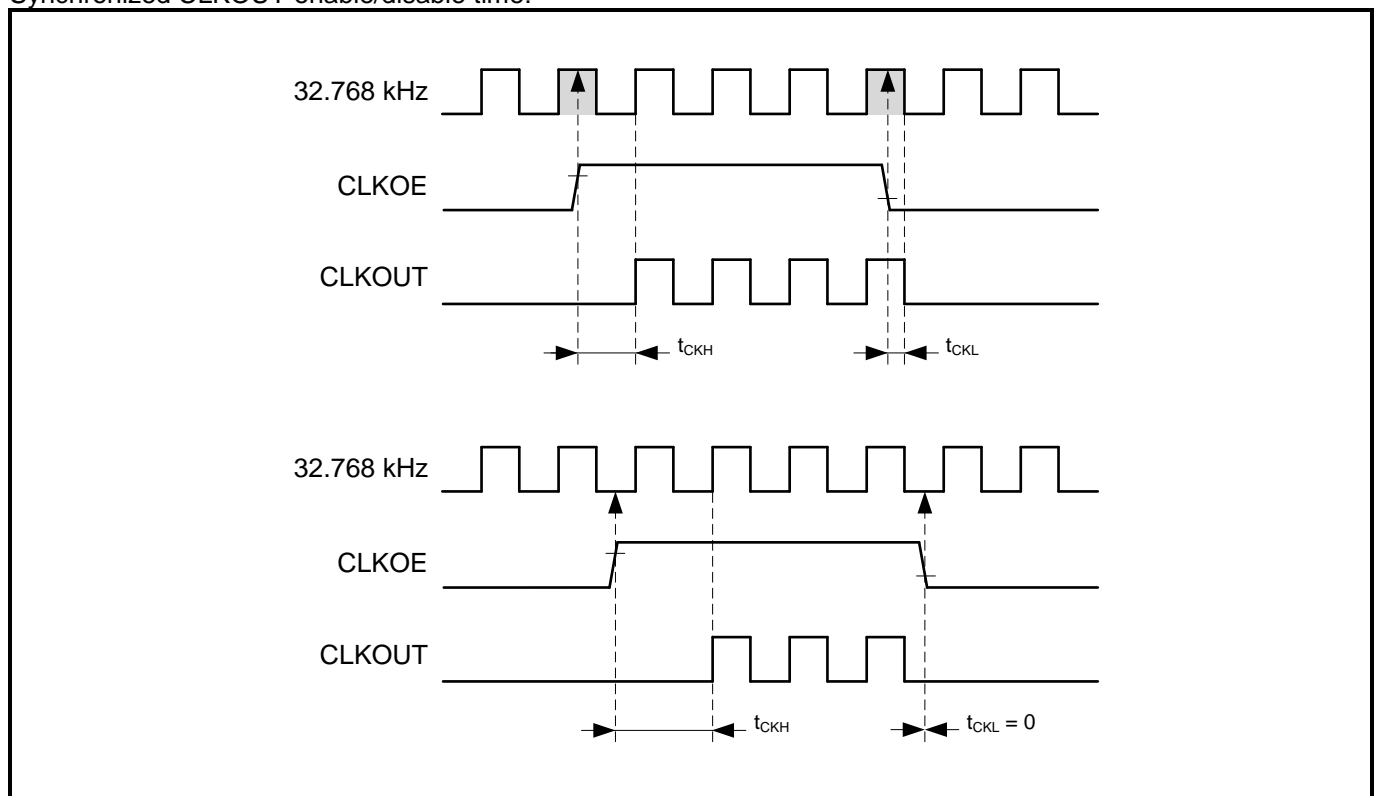 Synchronized CLKOUT enable/disable time:
32.768 kHz
CLKOE
CLKOUT
tCKH
tCKL
32.768 kHz
CLKOE
CLKOUT
tCKH
tCKL = 0